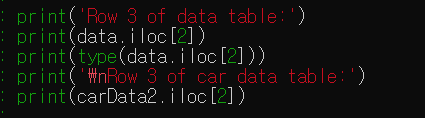 : print('Row 3 of data table:')
: print(data.iloc[2])
: print(type(data.iloc[2]))
: print('₩nRow 3 of car data table:')
: print(carData2.iloc[2])